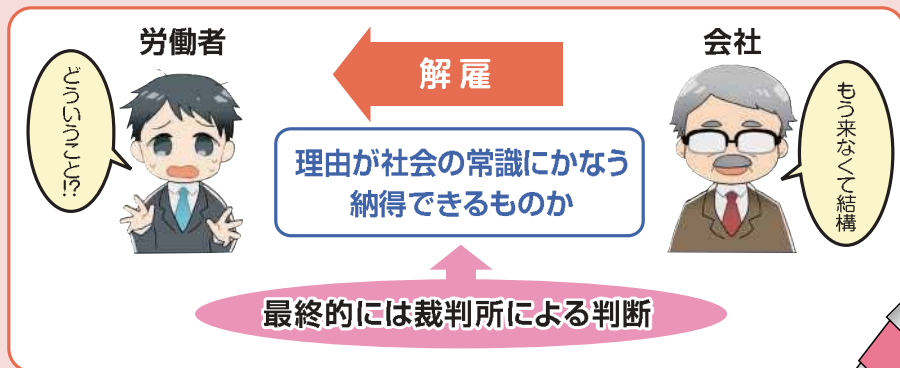 労働者
会社
解雇
どういうこと!?
もう来なくて結構
理由が社会の常識にかなう
納得できるものか
最終的には裁判所による判断